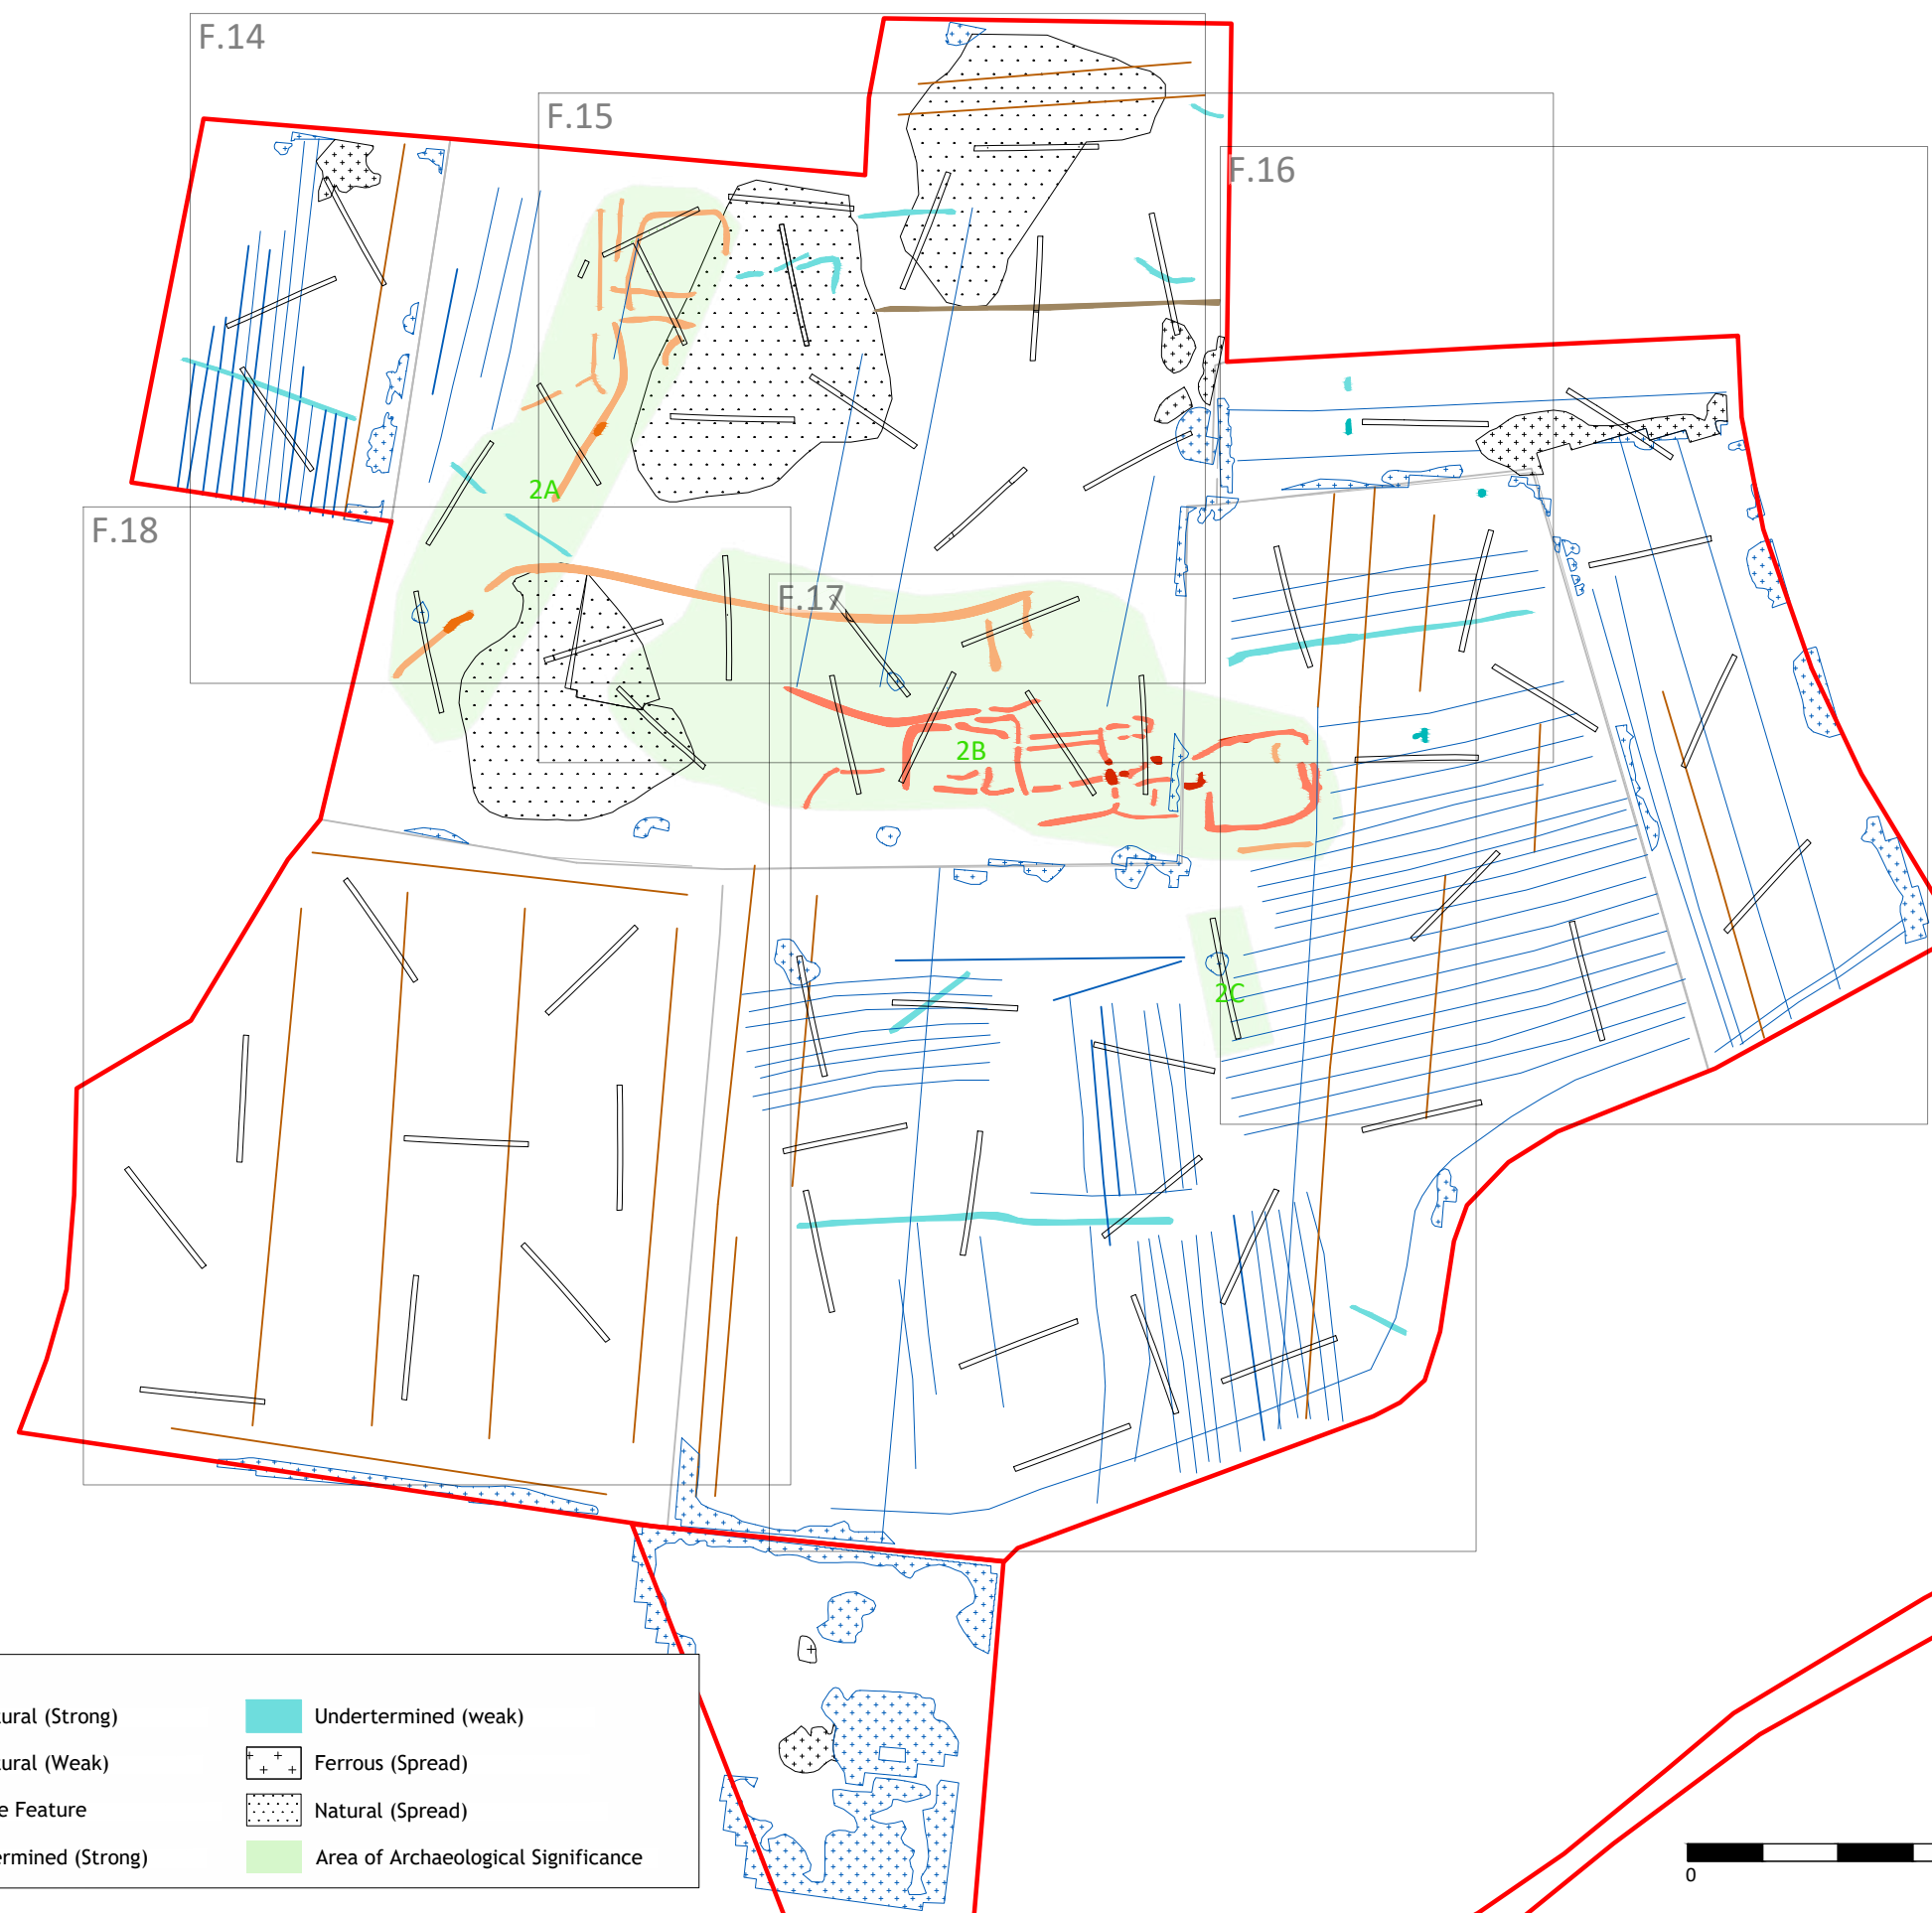 F.14
F.15
F.16
2A
F.18
F.17
2B
2C
ural (Strong)
Undertermined (weak)
ural (Weak)
Ferrous (Spread)
e Feature
Natural (Spread)
ermined (Strong)
Area of Archaeological Significance
0